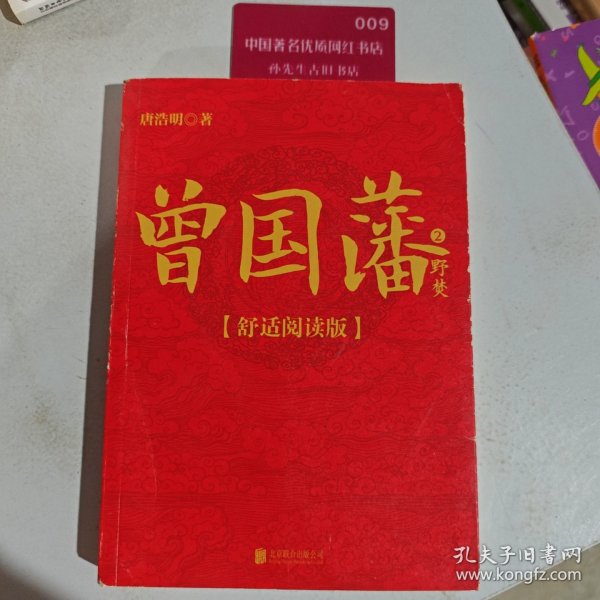 009
中国著名优质网红书店
孙先生古旧书店
唐浩明◎著
曾国藩
2
野焚
【舒适阅读版】
北京联合出版公司
孔夫子旧书网
www.kongfz.com